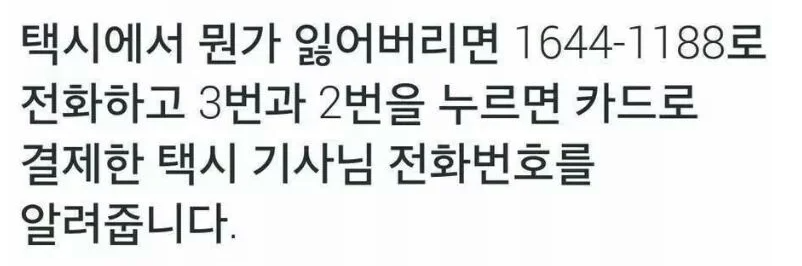 택시에서 뭔가 잃어버리면 1644-1188로
전화하고 3번과 2번을 누르면 카드로
결제한 택시 기사님 전화번호를
알려줍니다.